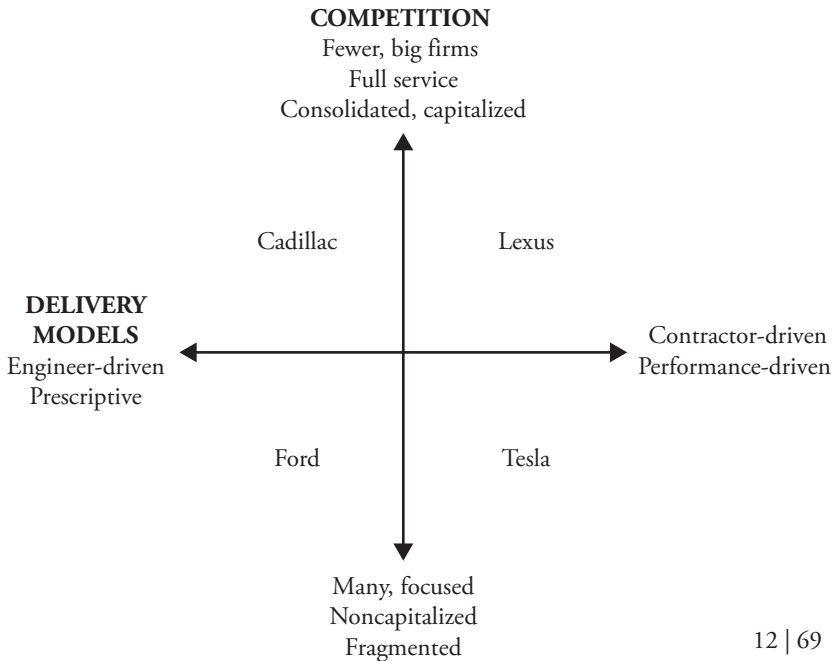 COMPETITION
Fewer, big firms
Full service
Consolidated, capitalized
Cadillac
Lexus
DELIVERY
MODELS
Engineer-driven
Prescriptive
Contractor-driven
Performance-driven
Ford
Tesla
Many, focused
Noncapitalized
Fragmented
12 | 69